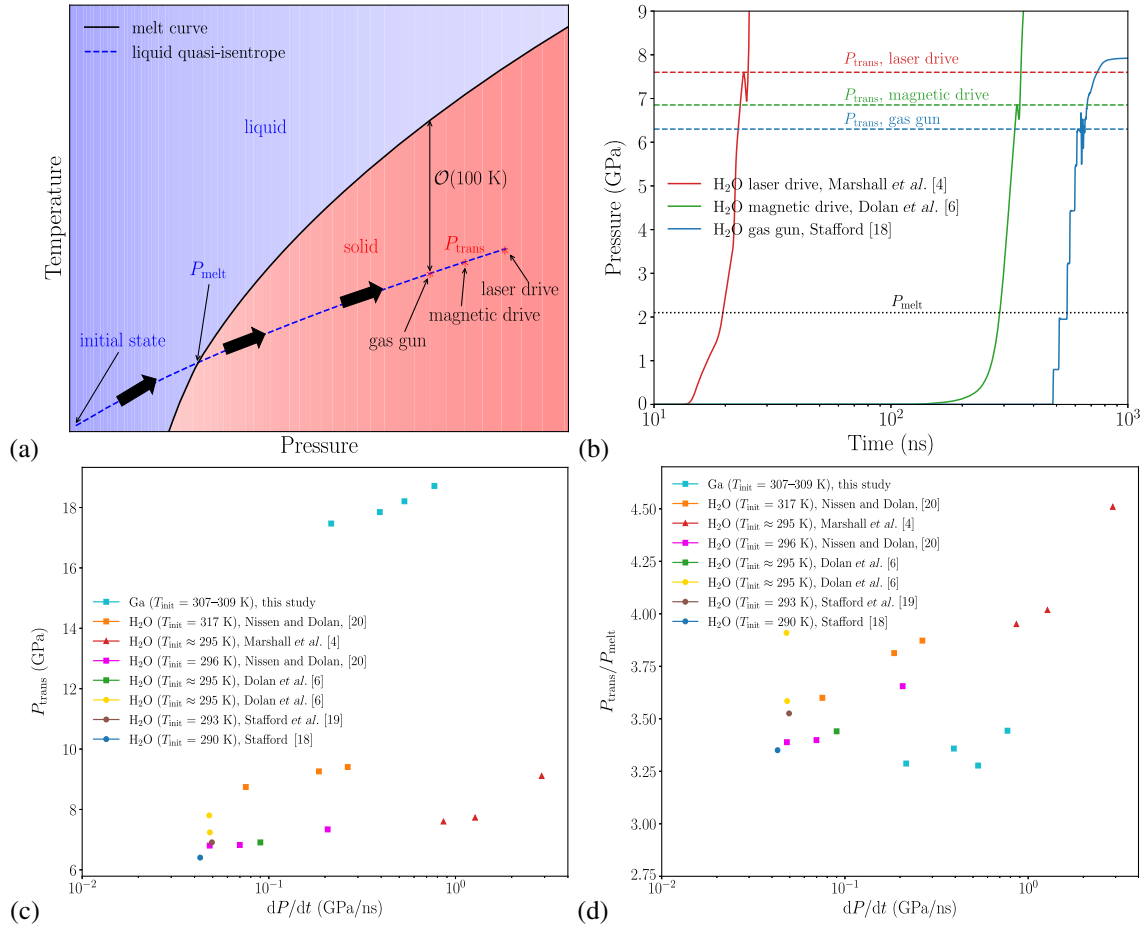 melt curve
liquid quasi-isentrope
liquid
O(100 K)
solid
P_trans
P_melt
laser drive
magnetic drive
gas gun
initial state
Temperature
Pressure
(a)
9
8
7
6
5
4
3
2
1
0
P_trans, laser drive
P_trans, magnetic drive
P_trans, gas gun
H₂O laser drive, Marshall et al. [4]
H₂O magnetic drive, Dolan et al. [6]
H₂O gas gun, Stafford [18]
P_melt
Pressure (GPa)
10¹ 10² 10³
Time (ns)
(b)
18
16
14
12
10
8
6
Ga (T_init = 307–309 K), this study
H₂O (T_init = 317 K), Nissen and Dolan, [20]
H₂O (T_init ≈ 295 K), Marshall et al. [4]
H₂O (T_init = 296 K), Nissen and Dolan, [20]
H₂O (T_init ≈ 295 K), Dolan et al. [6]
H₂O (T_init ≈ 295 K), Dolan et al. [6]
H₂O (T_init = 293 K), Stafford et al. [19]
H₂O (T_init = 290 K), Stafford [18]
P_trans (GPa)
10⁻² 10⁻¹ 10⁰
dP/dt (GPa/ns)
(c)
4.50
4.25
4.00
3.75
3.50
3.25
3.00
2.75
Ga (T_init = 307–309 K), this study
H₂O (T_init = 317 K), Nissen and Dolan, [20]
H₂O (T_init ≈ 295 K), Marshall et al. [4]
H₂O (T_init = 296 K), Nissen and Dolan, [20]
H₂O (T_init ≈ 295 K), Dolan et al. [6]
H₂O (T_init ≈ 295 K), Dolan et al. [6]
H₂O (T_init = 293 K), Stafford et al. [19]
H₂O (T_init = 290 K), Stafford [18]
P_trans/P_melt
10⁻² 10⁻¹ 10⁰
dP/dt (GPa/ns)
(d)